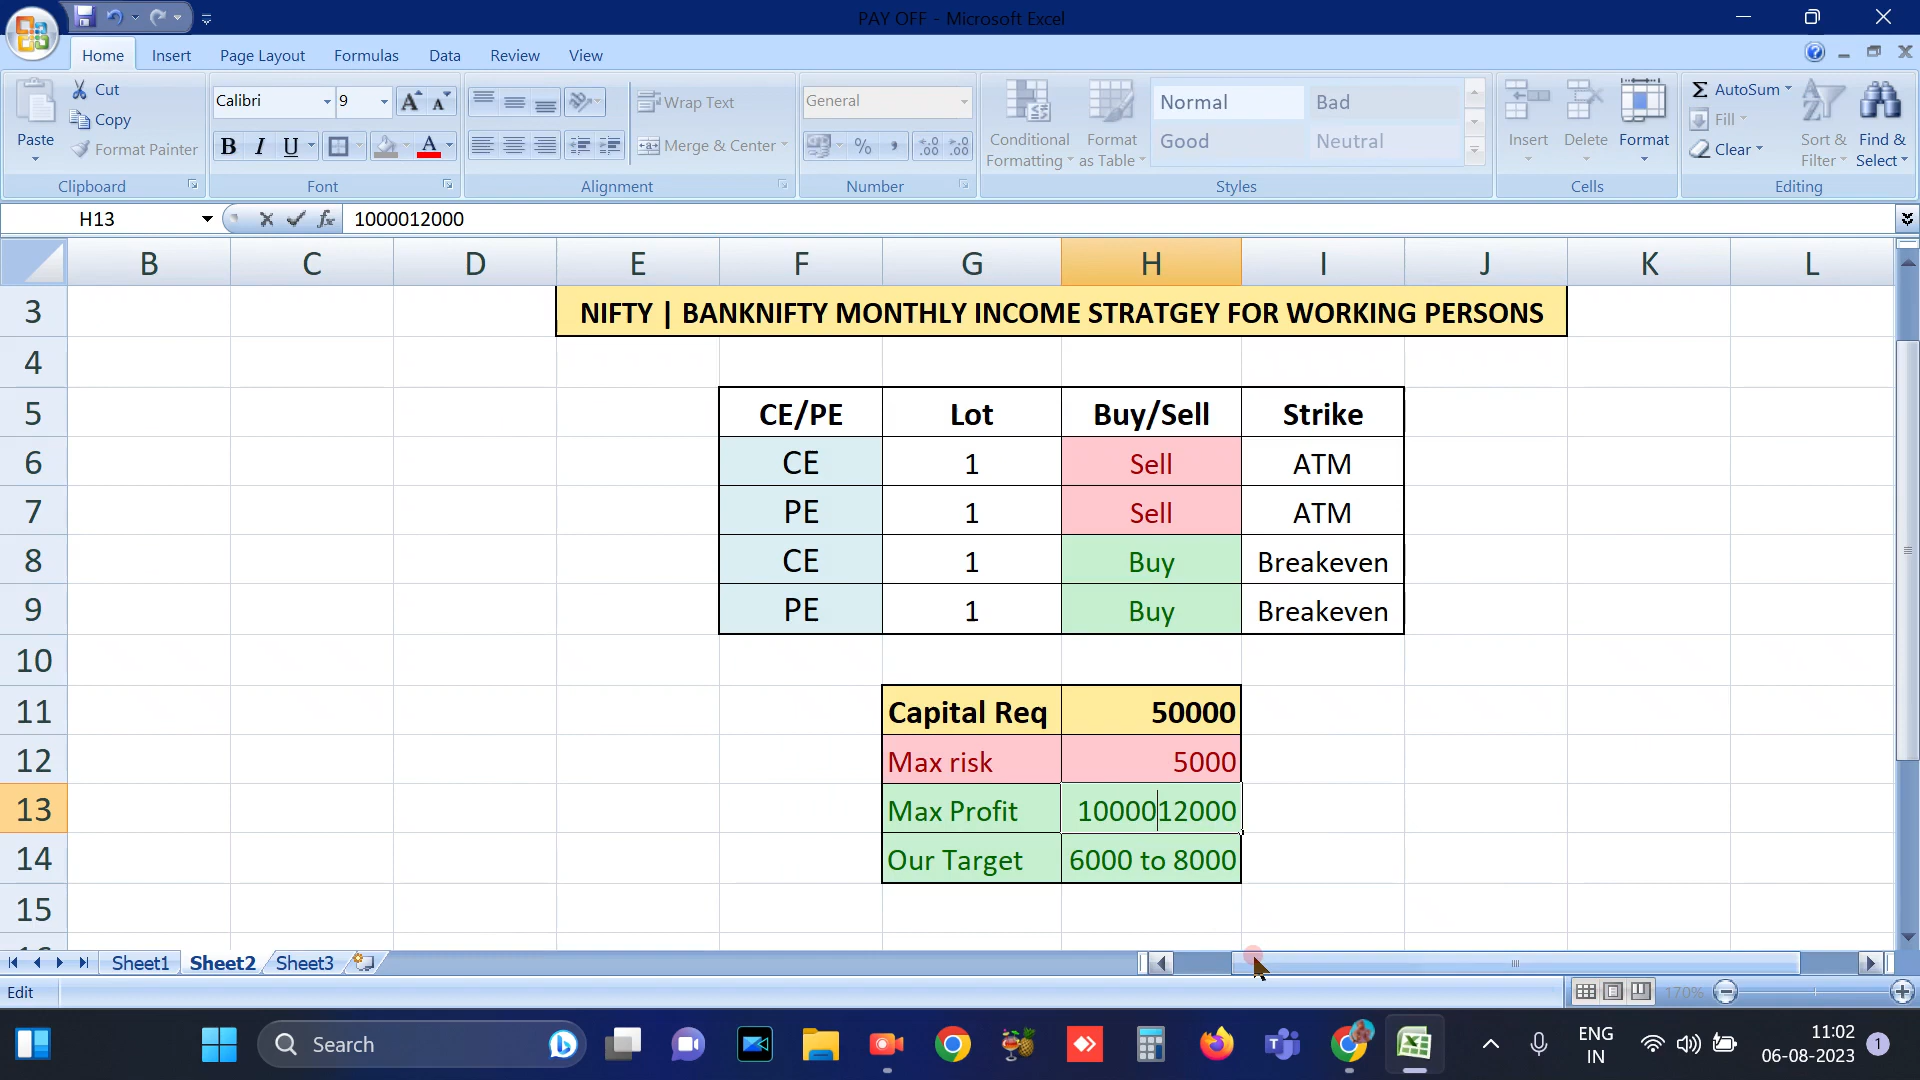 PAY OFF - Microsoft Excel
Home Insert Page Layout Formulas Data Review View
Cut
Copy
Format Painter
Paste
Clipboard
Calibri 9
B I U
Font
Wrap Text
Merge & Center
Alignment
General
Number
Conditional Formatting
Format as Table
Normal Bad
Good Neutral
Styles
Insert Delete Format
Cells
AutoSum
Fill
Clear
Sort & Filter
Find & Select
Editing
H13 fx 1000012000
B C D E F G H I J K L
3 NIFTY | BANKNIFTY MONTHLY INCOME STRATGEY FOR WORKING PERSONS
4
5 CE/PE Lot Buy/Sell Strike
6 CE 1 Sell ATM
7 PE 1 Sell ATM
8 CE 1 Buy Breakeven
9 PE 1 Buy Breakeven
10
11 Capital Req 50000
12 Max risk 5000
13 Max Profit 1000012000
14 Our Target 6000 to 8000
15
Sheet1 Sheet2 Sheet3
Edit 170%
Search ENG IN 11:02 06-08-2023 1